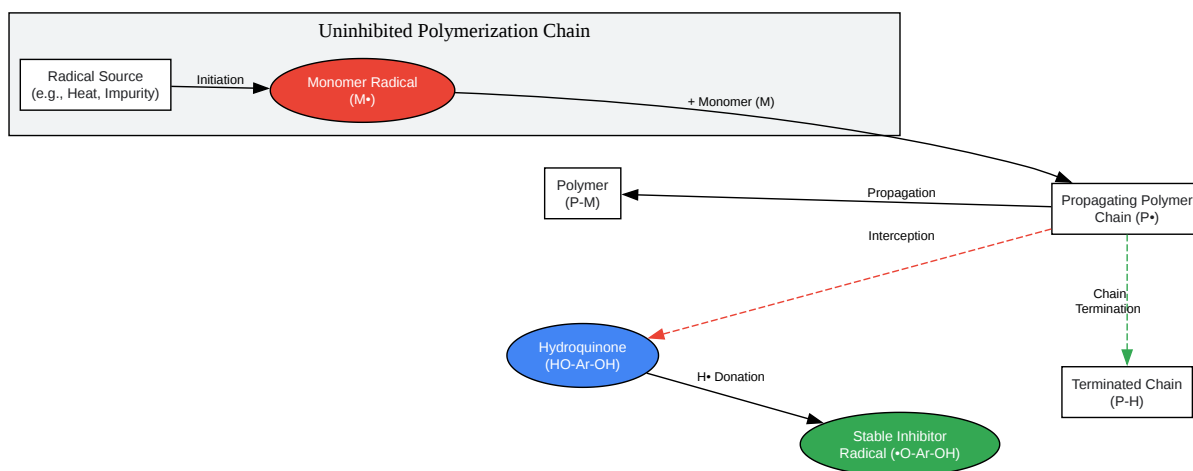 Uninhibited Polymerization Chain
Radical Source
(e.g., Heat, Impurity)
Initiation
Monomer Radical
(M•)
+ Monomer (M)
Polymer
(P-M)
Propagation
Propagating Polymer
Chain (P•)
Interception
Chain
Termination
Hydroquinone
(HO-Ar-OH)
H• Donation
Terminated Chain
(P-H)
Stable Inhibitor
Radical (•O-Ar-OH)